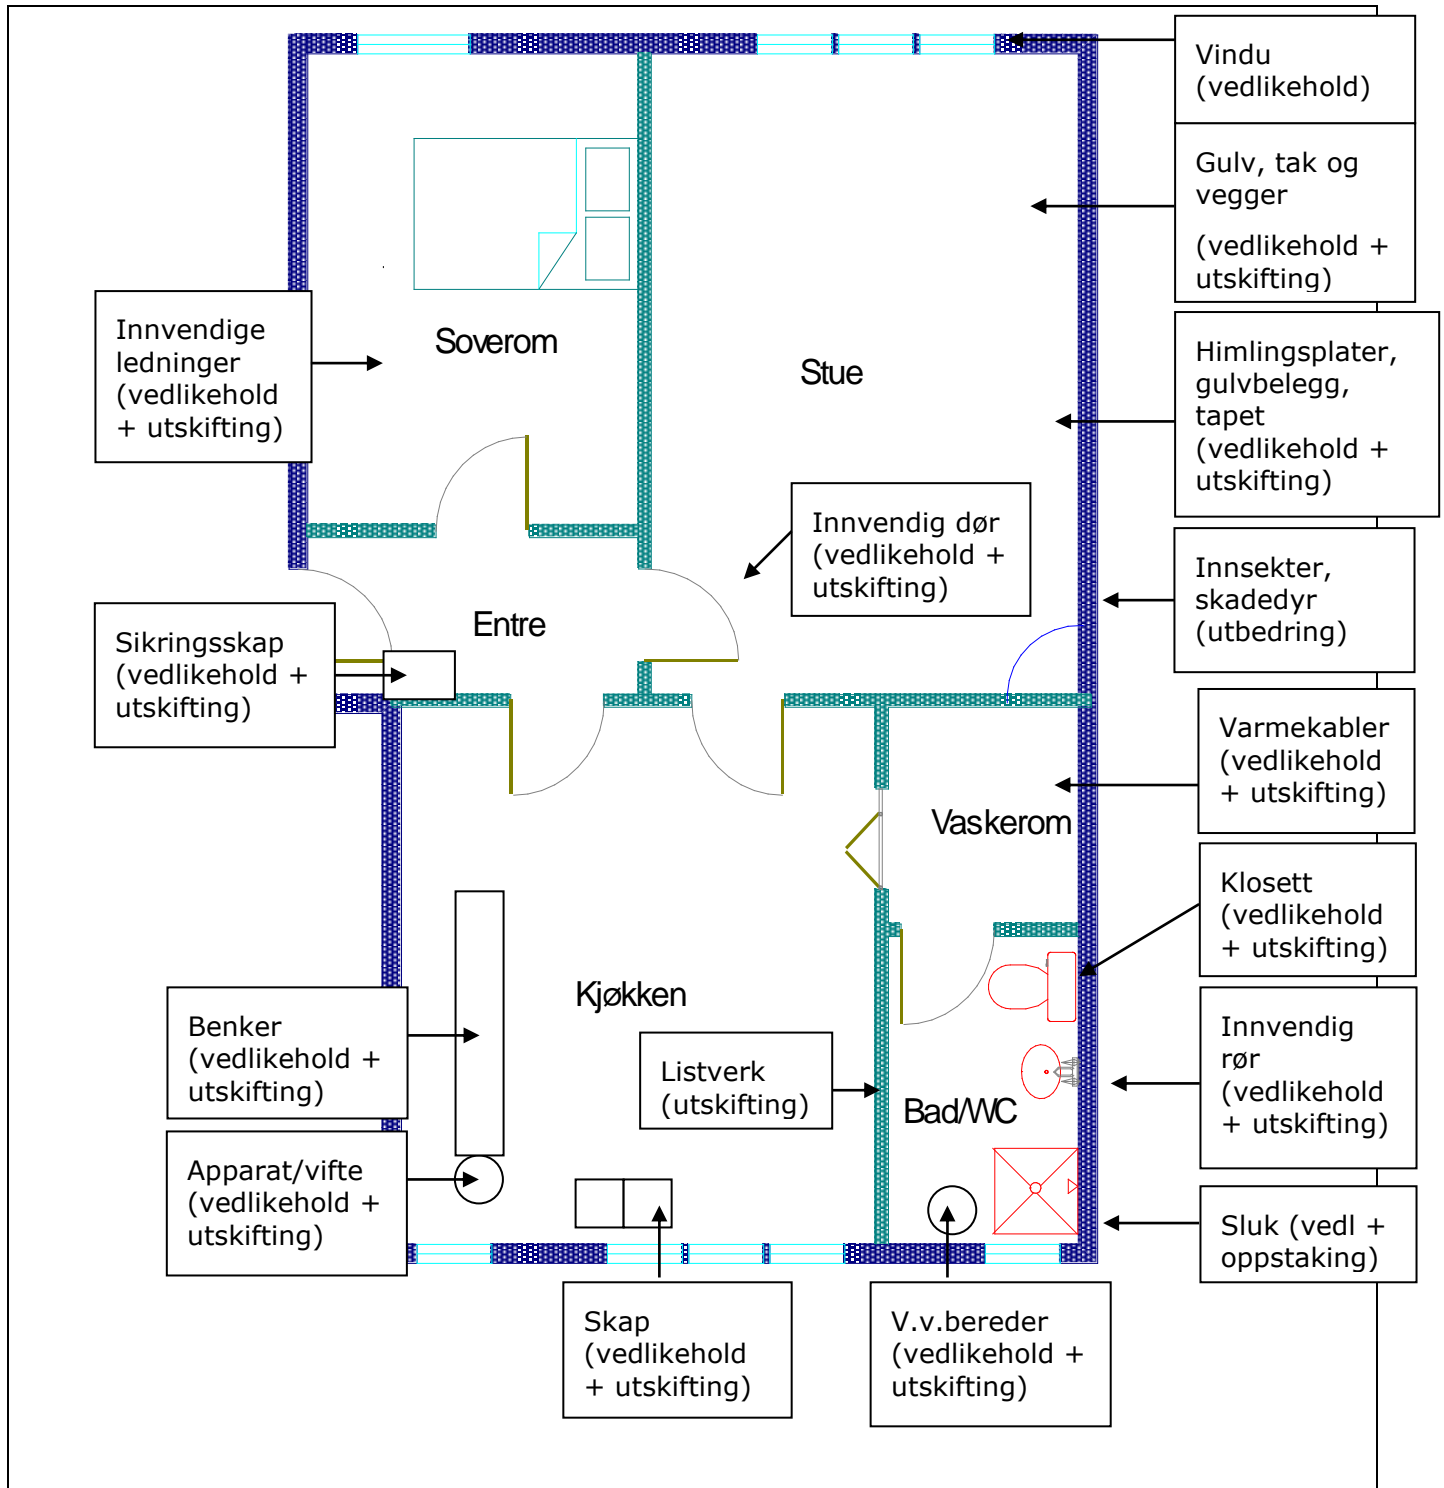 Vindu
(vedlikehold)
Gulv, tak og
vegger
(vedlikehold +
utskifting)
Innvendige
ledninger
(vedlikehold
+ utskifting)
Soverom
Stue
Himlingsplater,
gulvbelegg,
tapet
(vedlikehold +
utskifting)
Innvendig dør
(vedlikehold +
utskifting)
Innsekter,
skadedyr
(utbedring)
Entre
Sikringsskap
(vedlikehold +
utskifting)
Varmekabler
(vedlikehold
+ utskifting)
Vaskerom
Klosett
(vedlikehold
+ utskifting)
Kjøkken
Benker
(vedlikehold +
utskifting)
Listverk
(utskifting)
Bad/WC
Innvendig
rør
(vedlikehold
+ utskifting)
Apparat/vifte
(vedlikehold +
utskifting)
Sluk (vedl +
oppstaking)
Skap
(vedlikehold
+ utskifting)
V.v.bereder
(vedlikehold +
utskifting)